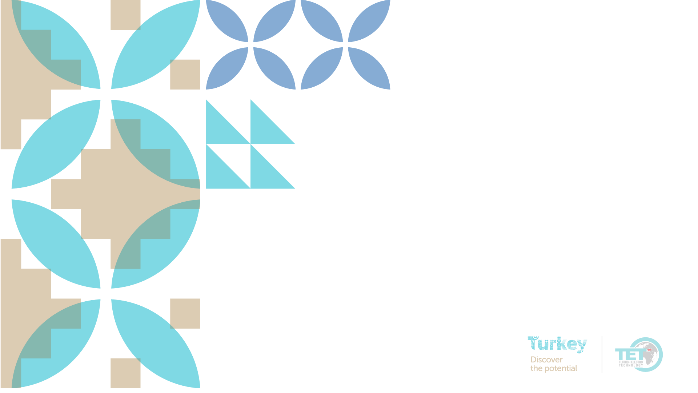 Turkey
Discover
the potential
TET